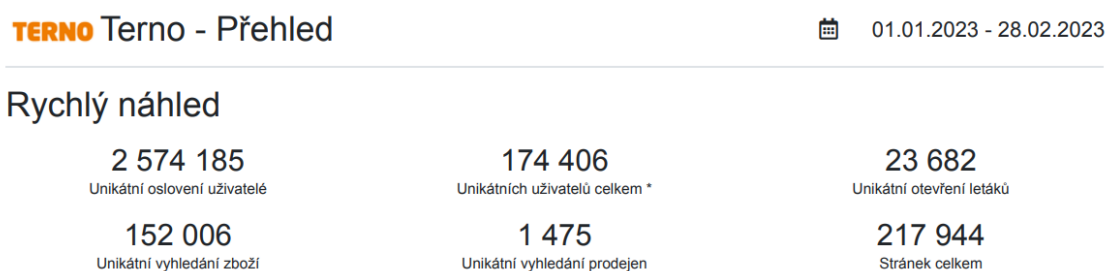 TERNO Terno - Přehled 01.01.2023 - 28.02.2023
Rychlý náhled
2 574 185 174 406 23 682
Unikátní oslovení uživatelé Unikátních uživatelů celkem * Unikátní otevření letáků
152 006 1 475 217 944
Unikátní vyhledání zboží Unikátní vyhledání prodejen Stránek celkem